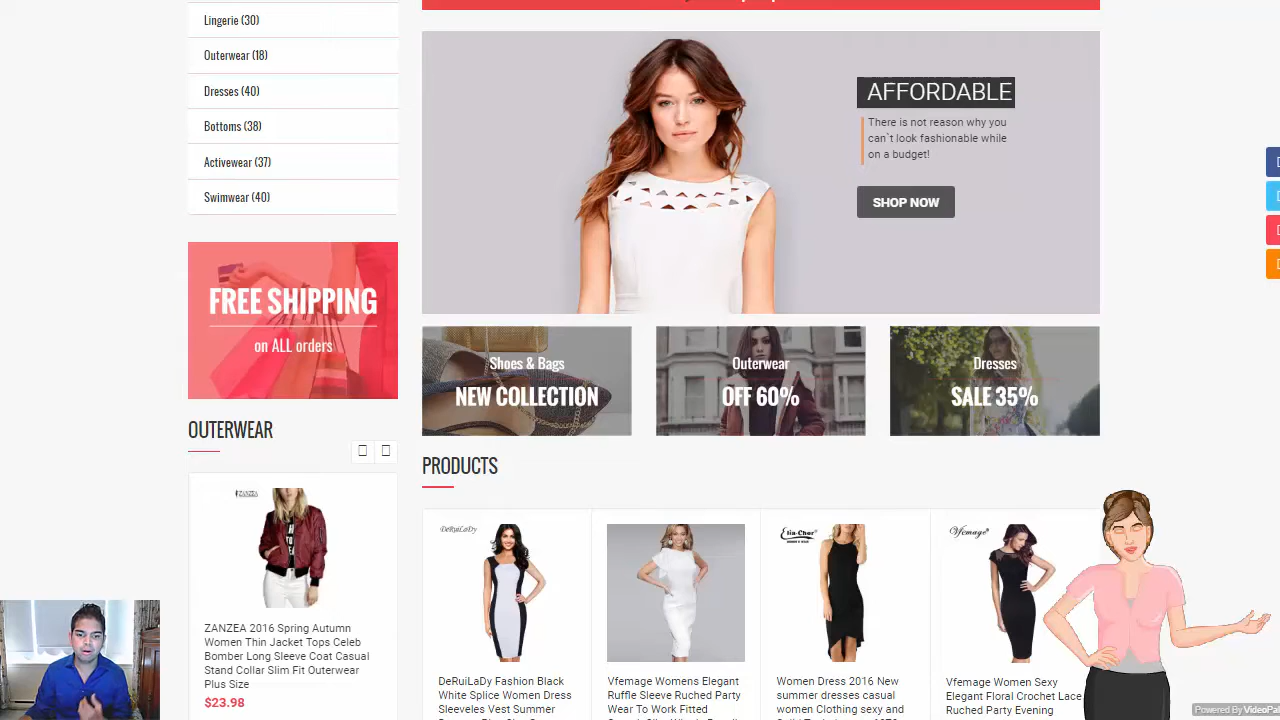 Lingerie (30)
Outerwear (18)
Dresses (40)
Bottoms (38)
Activewear (37)
Swimwear (40)
FREE SHIPPING
on ALL orders
OUTERWEAR
ZANZEA
ZANZEA 2016 Spring Autumn
Women Thin Jacket Tops Celeb
Bomber Long Sleeve Coat Casual
Stand Collar Slim Fit Outerwear
Plus Size
$23.98
AFFORDABLE
There is not reason why you
can`t look fashionable while
on a budget!
SHOP NOW
Shoes & Bags
NEW COLLECTION
Outerwear
OFF 60%
Dresses
SALE 35%
PRODUCTS
DeRuiLaDy
DeRuiLaDy Fashion Black
White Splice Women Dress
Sleeveles Vest Summer
Vfemage Womens Elegant
Ruffle Sleeve Ruched Party
Wear To Work Fitted
Elia-Cher
Women Dress 2016 New
summer dresses casual
women Clothing sexy and
Vfemage
Vfemage Women Sexy
Elegant Floral Crochet Lace
Ruched Party Evening
Powered By VideoPal